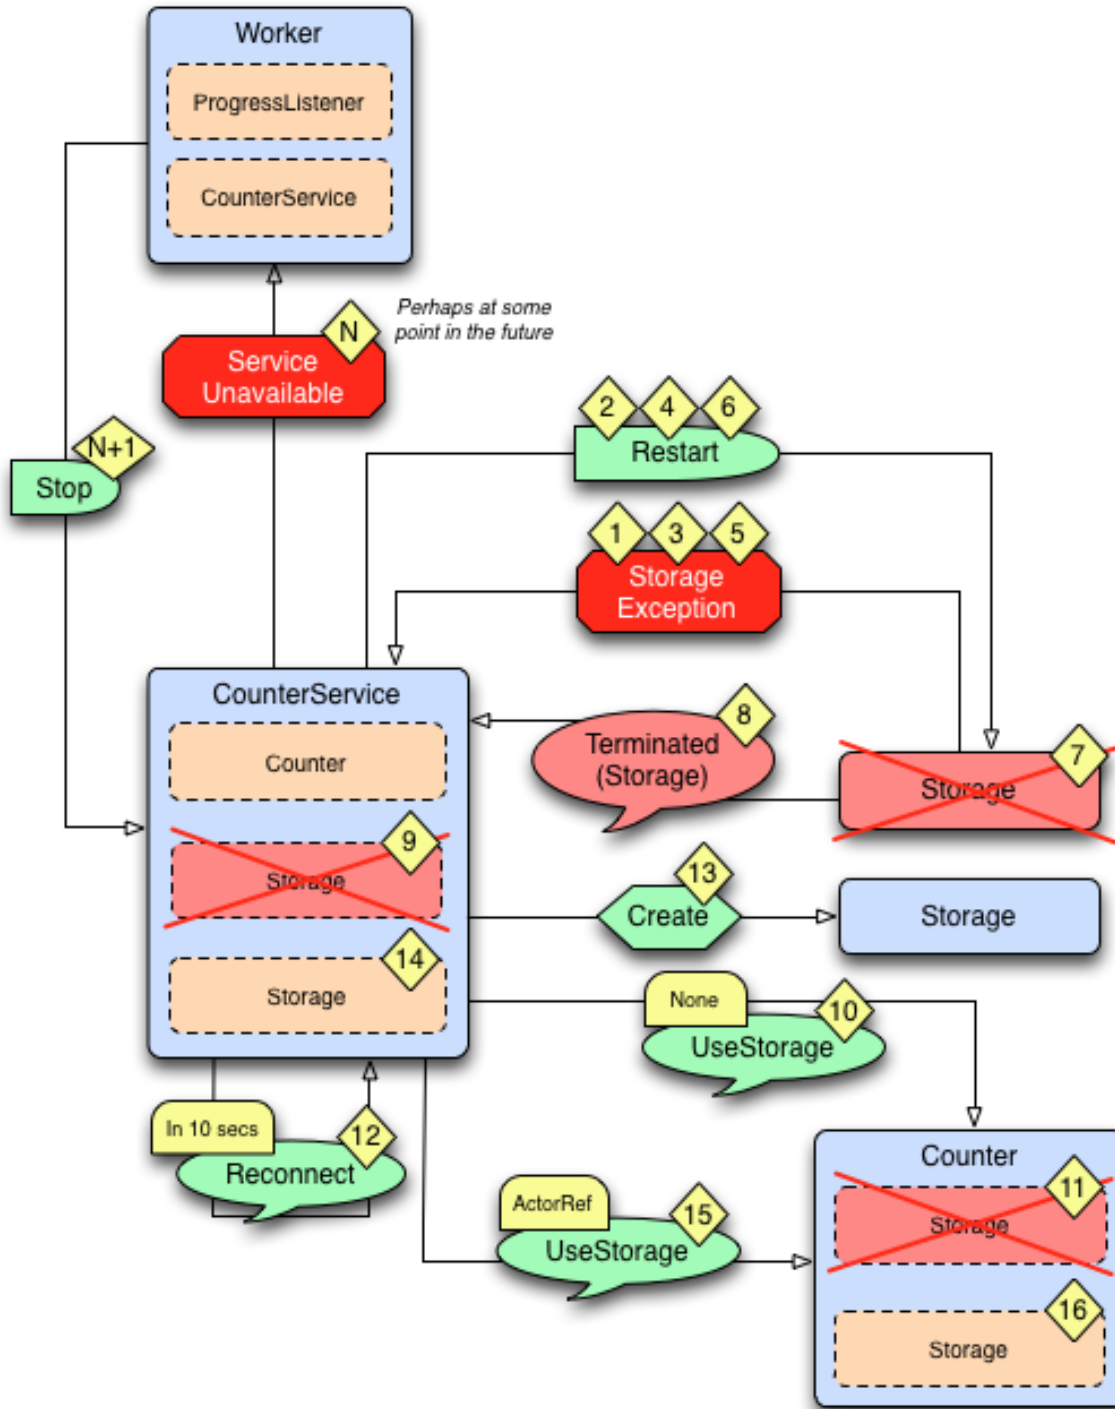 Worker
ProgressListener
CounterService
N
Perhaps at some
point in the future
Service
Unavailable
N+1
Stop
2 4 6
Restart
1 3 5
Storage
Exception
CounterService
Counter
8
Terminated
(Storage)
7
Storage
9
Storage
13
Create
Storage
14
Storage
None
10
UseStorage
In 10 secs
12
Reconnect
ActorRef
15
UseStorage
Counter
11
Storage
16
Storage